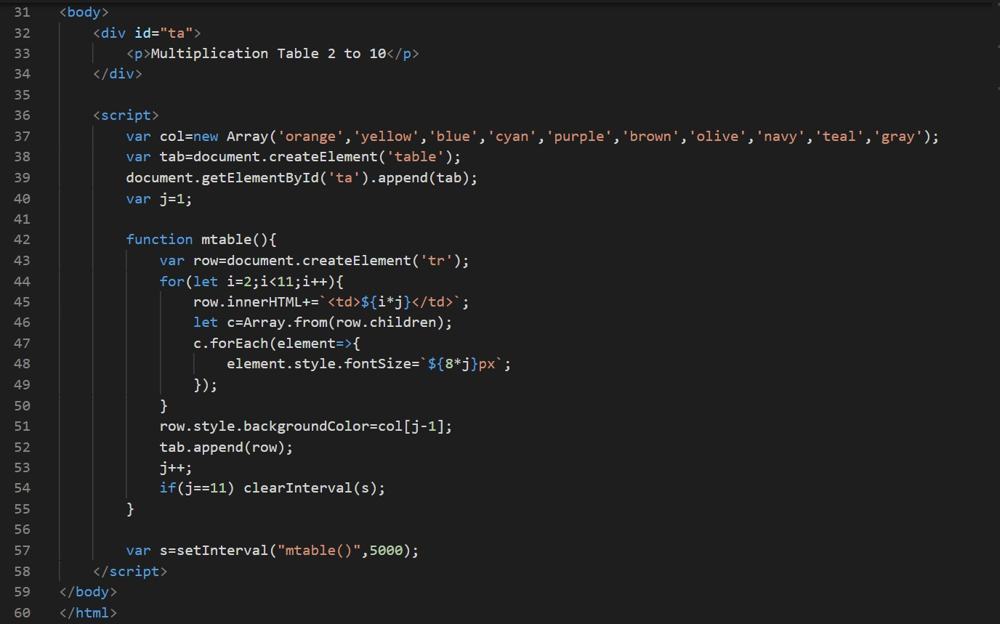 31 <body>
32 <div id="ta">
33 <p>Multiplication Table 2 to 10</p>
34 </div>
35
36 <script>
37 var col=new Array('orange','yellow','blue','cyan','purple','brown','olive','navy','teal','gray');
38 var tab=document.createElement('table');
39 document.getElementById('ta').append(tab);
40 var j=1;
41
42 function mtable(){
43 var row=document.createElement('tr');
44 for(let i=2;i<11;i++){
45 row.innerHTML+=`<td>${i*j}</td>`;
46 let c=Array.from(row.children);
47 c.forEach(element=>{
48 element.style.fontSize=`${8*j}px`;
49 });
50 }
51 row.style.backgroundColor=col[j-1];
52 tab.append(row);
53 j++;
54 if(j==11) clearInterval(s);
55 }
56
57 var s=setInterval("mtable()",5000);
58 </script>
59 </body>
60 </html>